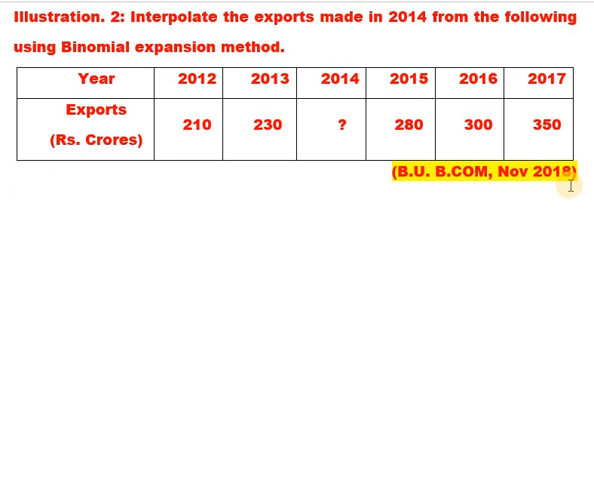 Illustration. 2: Interpolate the exports made in 2014 from the following
using Binomial expansion method.
Year 2012 2013 2014 2015 2016 2017
Exports
(Rs. Crores) 210 230 ? 280 300 350
(B.U. B.COM, Nov 2018)